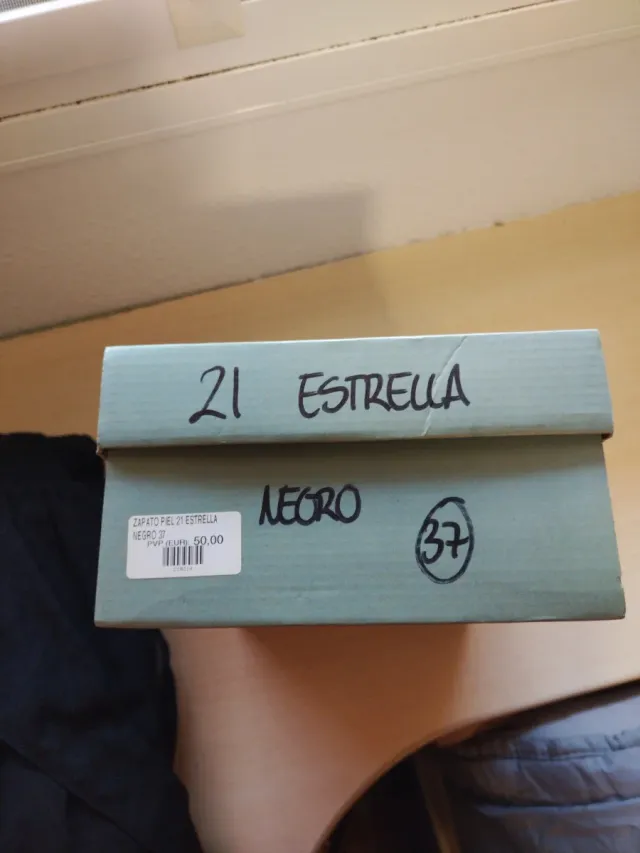 21 ESTRELLA
NEGRO
37
ZAPATO PIEL 21 ESTRELLA
NEGRO 37
PVP (EUR) 50.00